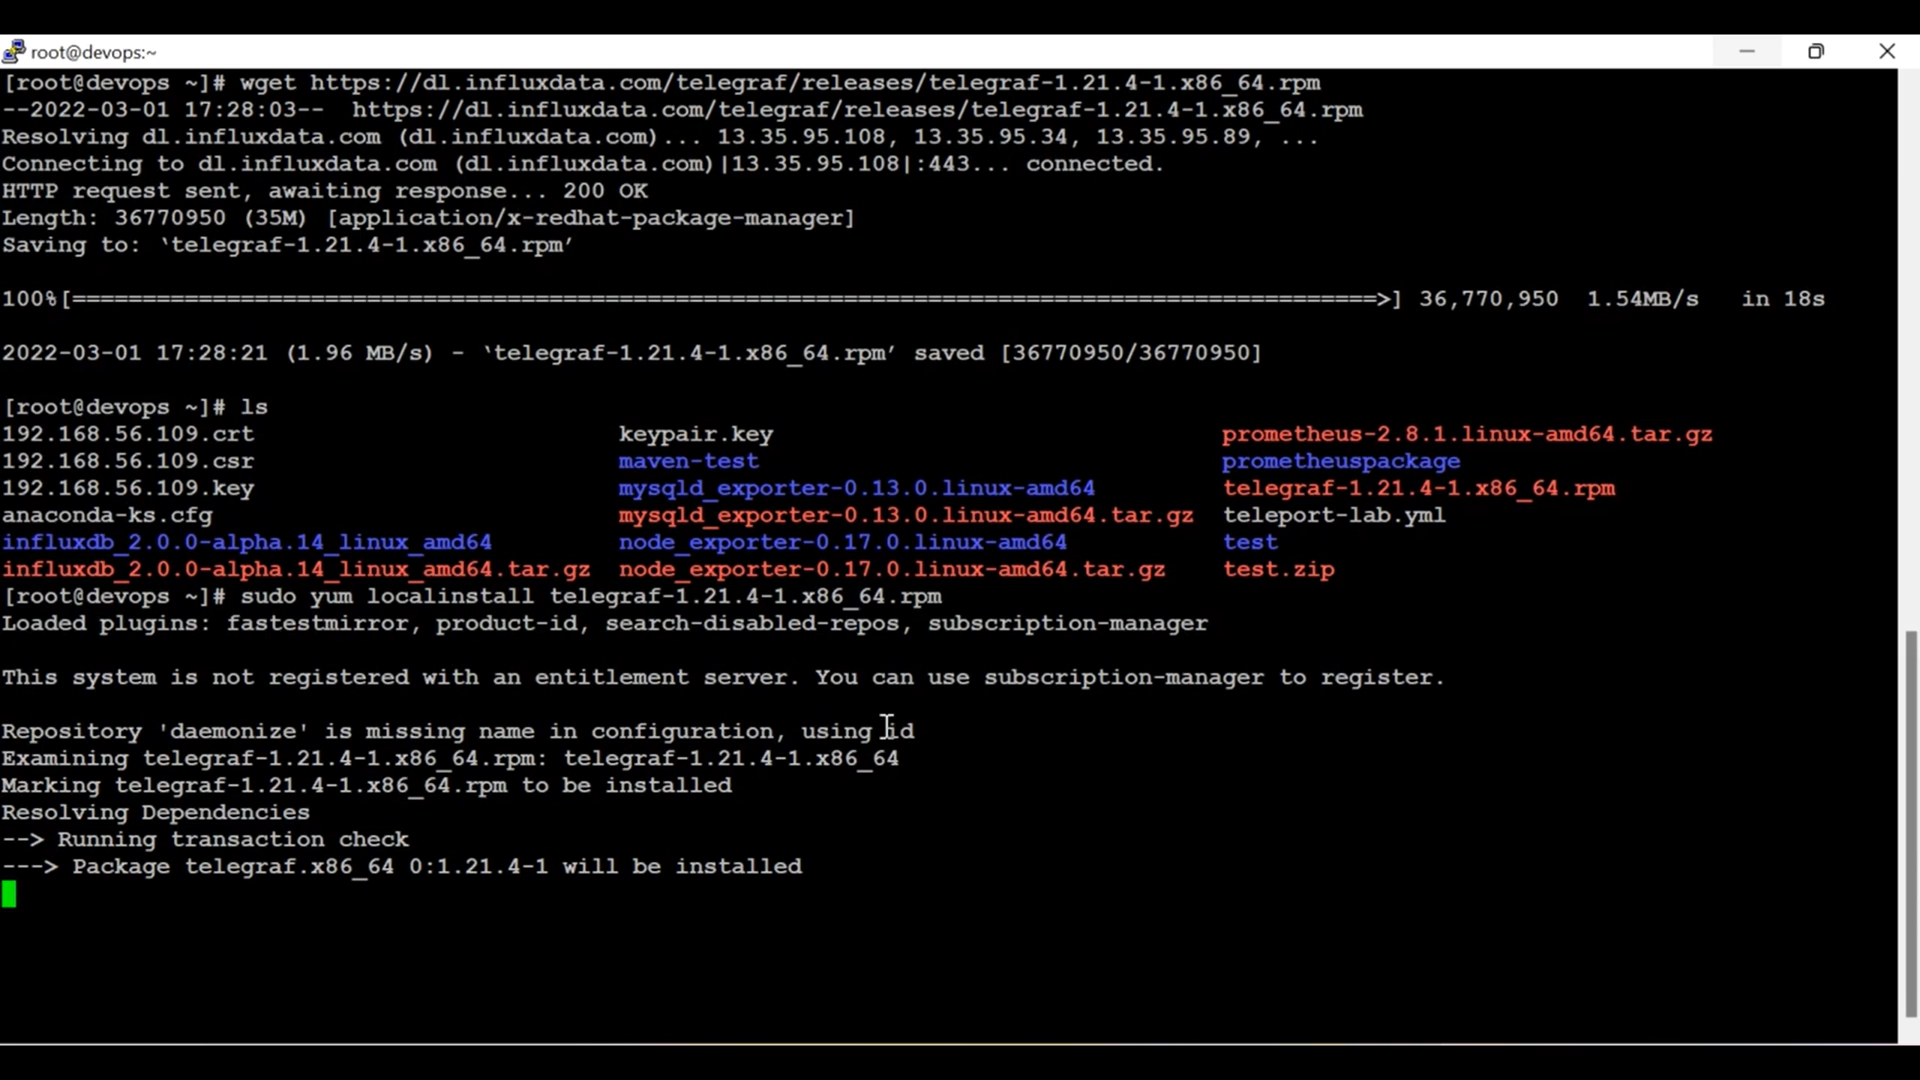 root@devops:~
[root@devops ~]# wget https://dl.influxdata.com/telegraf/releases/telegraf-1.21.4-1.x86_64.rpm
--2022-03-01 17:28:03--  https://dl.influxdata.com/telegraf/releases/telegraf-1.21.4-1.x86_64.rpm
Resolving dl.influxdata.com (dl.influxdata.com)... 13.35.95.108, 13.35.95.34, 13.35.95.89, ...
Connecting to dl.influxdata.com (dl.influxdata.com)|13.35.95.108|:443... connected.
HTTP request sent, awaiting response... 200 OK
Length: 36770950 (35M) [application/x-redhat-package-manager]
Saving to: ‘telegraf-1.21.4-1.x86_64.rpm’
100%[=============================================================================================>] 36,770,950  1.54MB/s   in 18s
2022-03-01 17:28:21 (1.96 MB/s) - ‘telegraf-1.21.4-1.x86_64.rpm’ saved [36770950/36770950]
[root@devops ~]# ls
192.168.56.109.crt keypair.key prometheus-2.8.1.linux-amd64.tar.gz
192.168.56.109.csr maven-test prometheuspackage
192.168.56.109.key mysqld_exporter-0.13.0.linux-amd64 telegraf-1.21.4-1.x86_64.rpm
anaconda-ks.cfg mysqld_exporter-0.13.0.linux-amd64.tar.gz teleport-lab.yml
influxdb_2.0.0-alpha.14_linux_amd64 node_exporter-0.17.0.linux-amd64 test
influxdb_2.0.0-alpha.14_linux_amd64.tar.gz node_exporter-0.17.0.linux-amd64.tar.gz test.zip
[root@devops ~]# sudo yum localinstall telegraf-1.21.4-1.x86_64.rpm
Loaded plugins: fastestmirror, product-id, search-disabled-repos, subscription-manager
This system is not registered with an entitlement server. You can use subscription-manager to register.
Repository 'daemonize' is missing name in configuration, using id
Examining telegraf-1.21.4-1.x86_64.rpm: telegraf-1.21.4-1.x86_64
Marking telegraf-1.21.4-1.x86_64.rpm to be installed
Resolving Dependencies
--> Running transaction check
---> Package telegraf.x86_64 0:1.21.4-1 will be installed